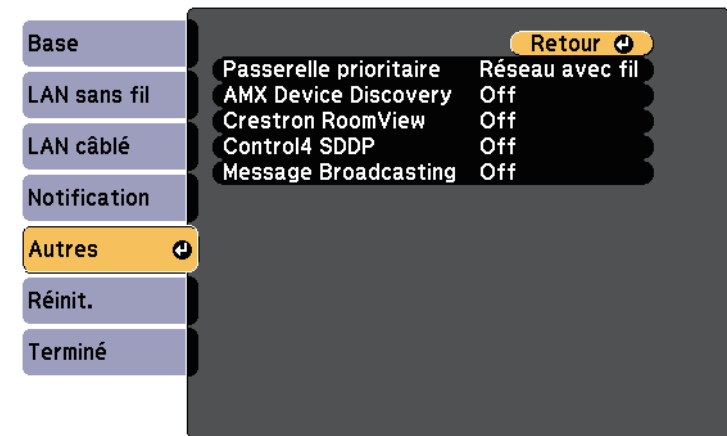 Base
LAN sans fil
LAN câblé
Notification
Autres
Réinit.
Terminé
Retour
Passerelle prioritaire Réseau avec fil
AMX Device Discovery Off
Crestron RoomView Off
Control4 SDDP Off
Message Broadcasting Off